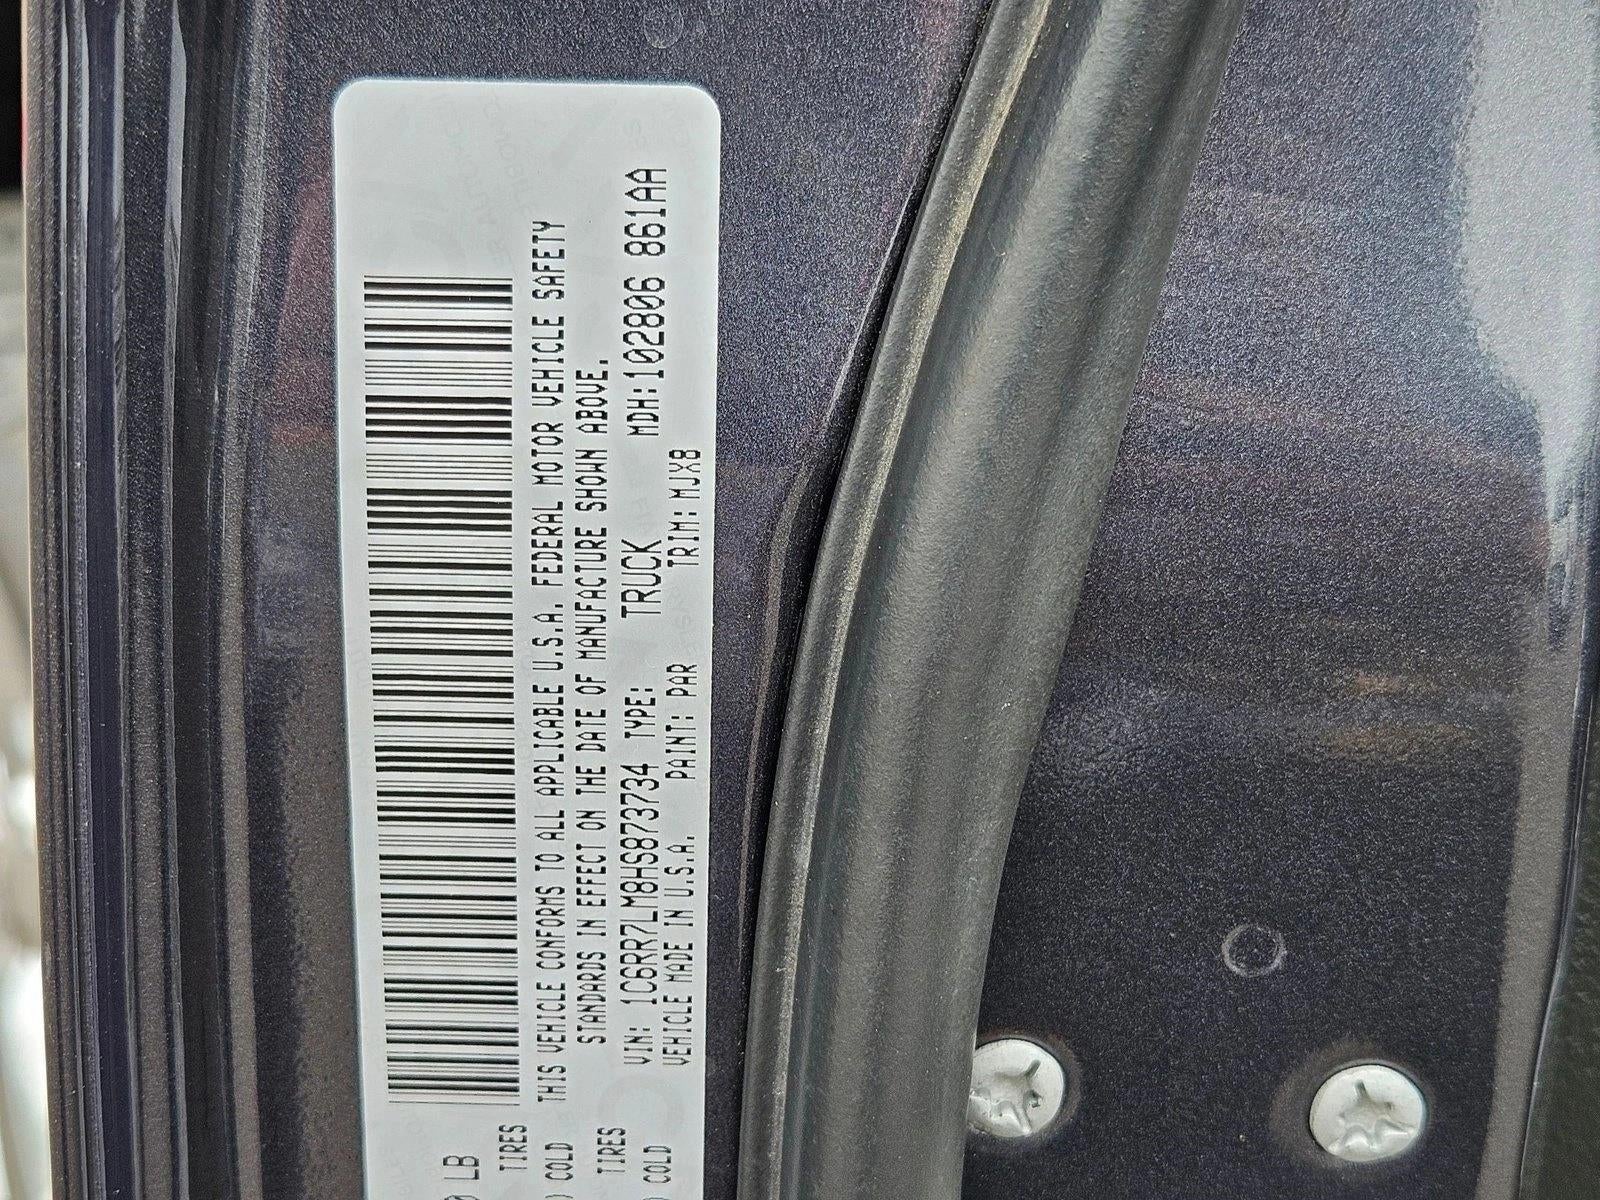 0 LB
TIRES
COLD
TIRES
COLD
THIS VEHICLE CONFORMS TO ALL APPLICABLE U.S.A. FEDERAL MOTOR VEHICLE SAFETY
STANDARDS IN EFFECT ON THE DATE OF MANUFACTURE SHOWN ABOVE.
VIN: 1C6RR7LM8HS873734 TYPE: TRUCK MDH:102806 861AA
VEHICLE MADE IN U.S.A. PAINT: PAR TRIM: MJX8